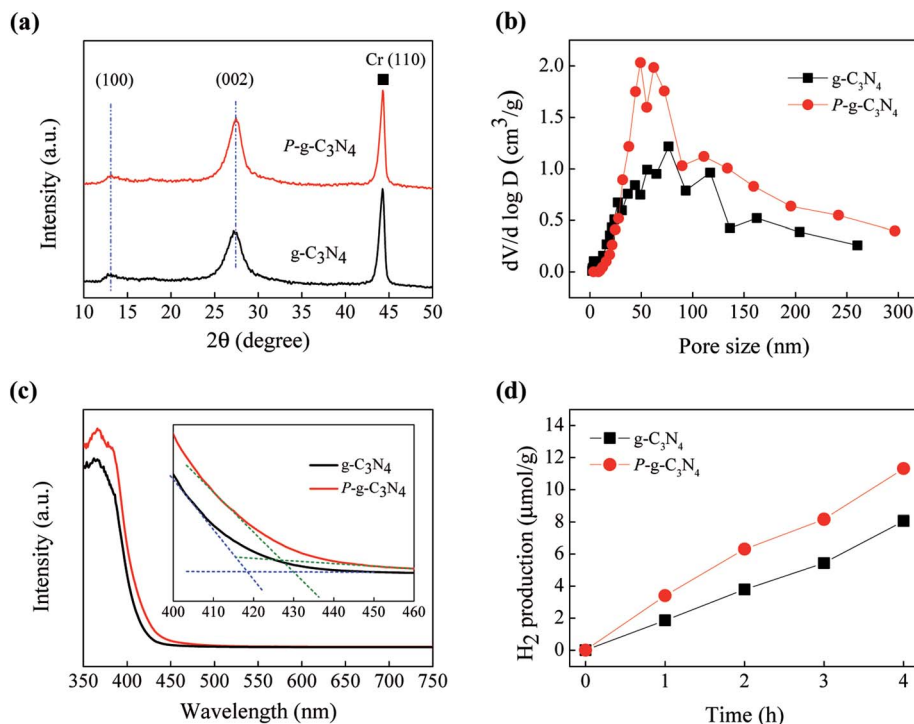 (a)
Cr (110)
(100)
(002)
P-g-C₃N₄
g-C₃N₄
Intensity (a.u.)
10 15 20 25 30 35 40 45 50
2θ (degree)
(b)
g-C₃N₄
P-g-C₃N₄
dV/d log D (cm³/g)
2.0
1.5
1.0
0.5
0.0
0 50 100 150 200 250 300
Pore size (nm)
(c)
g-C₃N₄
P-g-C₃N₄
400 410 420 430 440 450 460
Intensity (a.u.)
350 400 450 500 550 600 650 700 750
Wavelength (nm)
(d)
g-C₃N₄
P-g-C₃N₄
H₂ production (μmol/g)
14
12
10
8
6
4
2
0
0 1 2 3 4
Time (h)